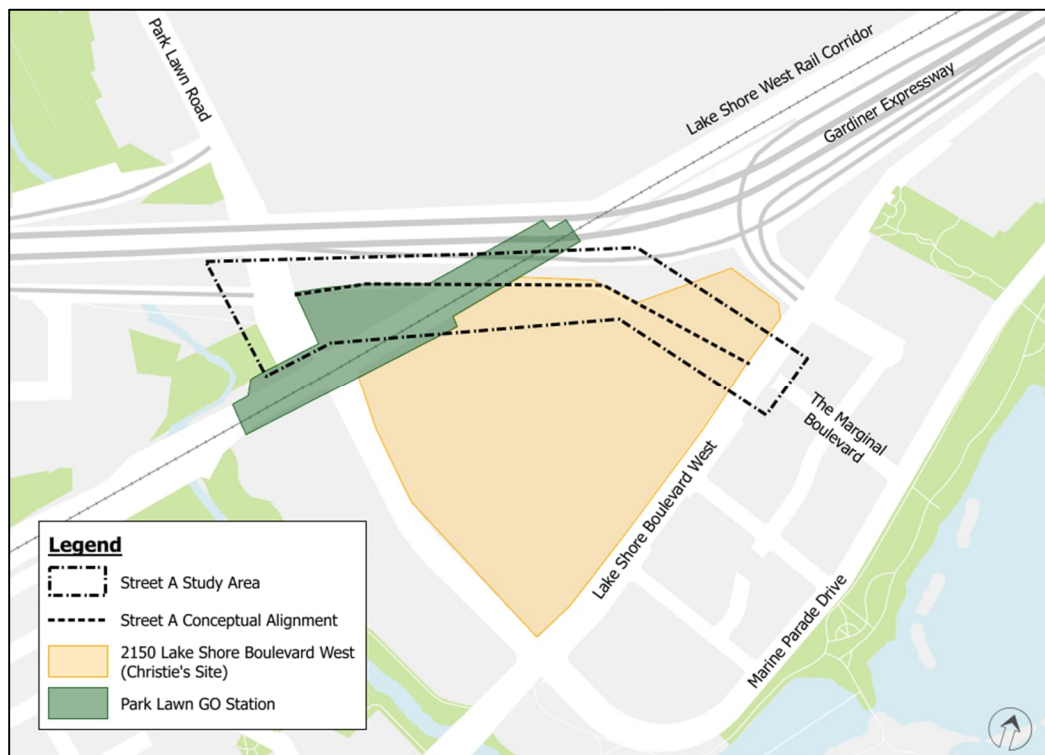 Park Lawn Road
Lake Shore West Rail Corridor
Gardiner Expressway
The Marginal
Boulevard
Lake Shore Boulevard West
Marine Parade Drive
Legend
Street A Study Area
Street A Conceptual Alignment
2150 Lake Shore Boulevard West
(Christie's Site)
Park Lawn GO Station